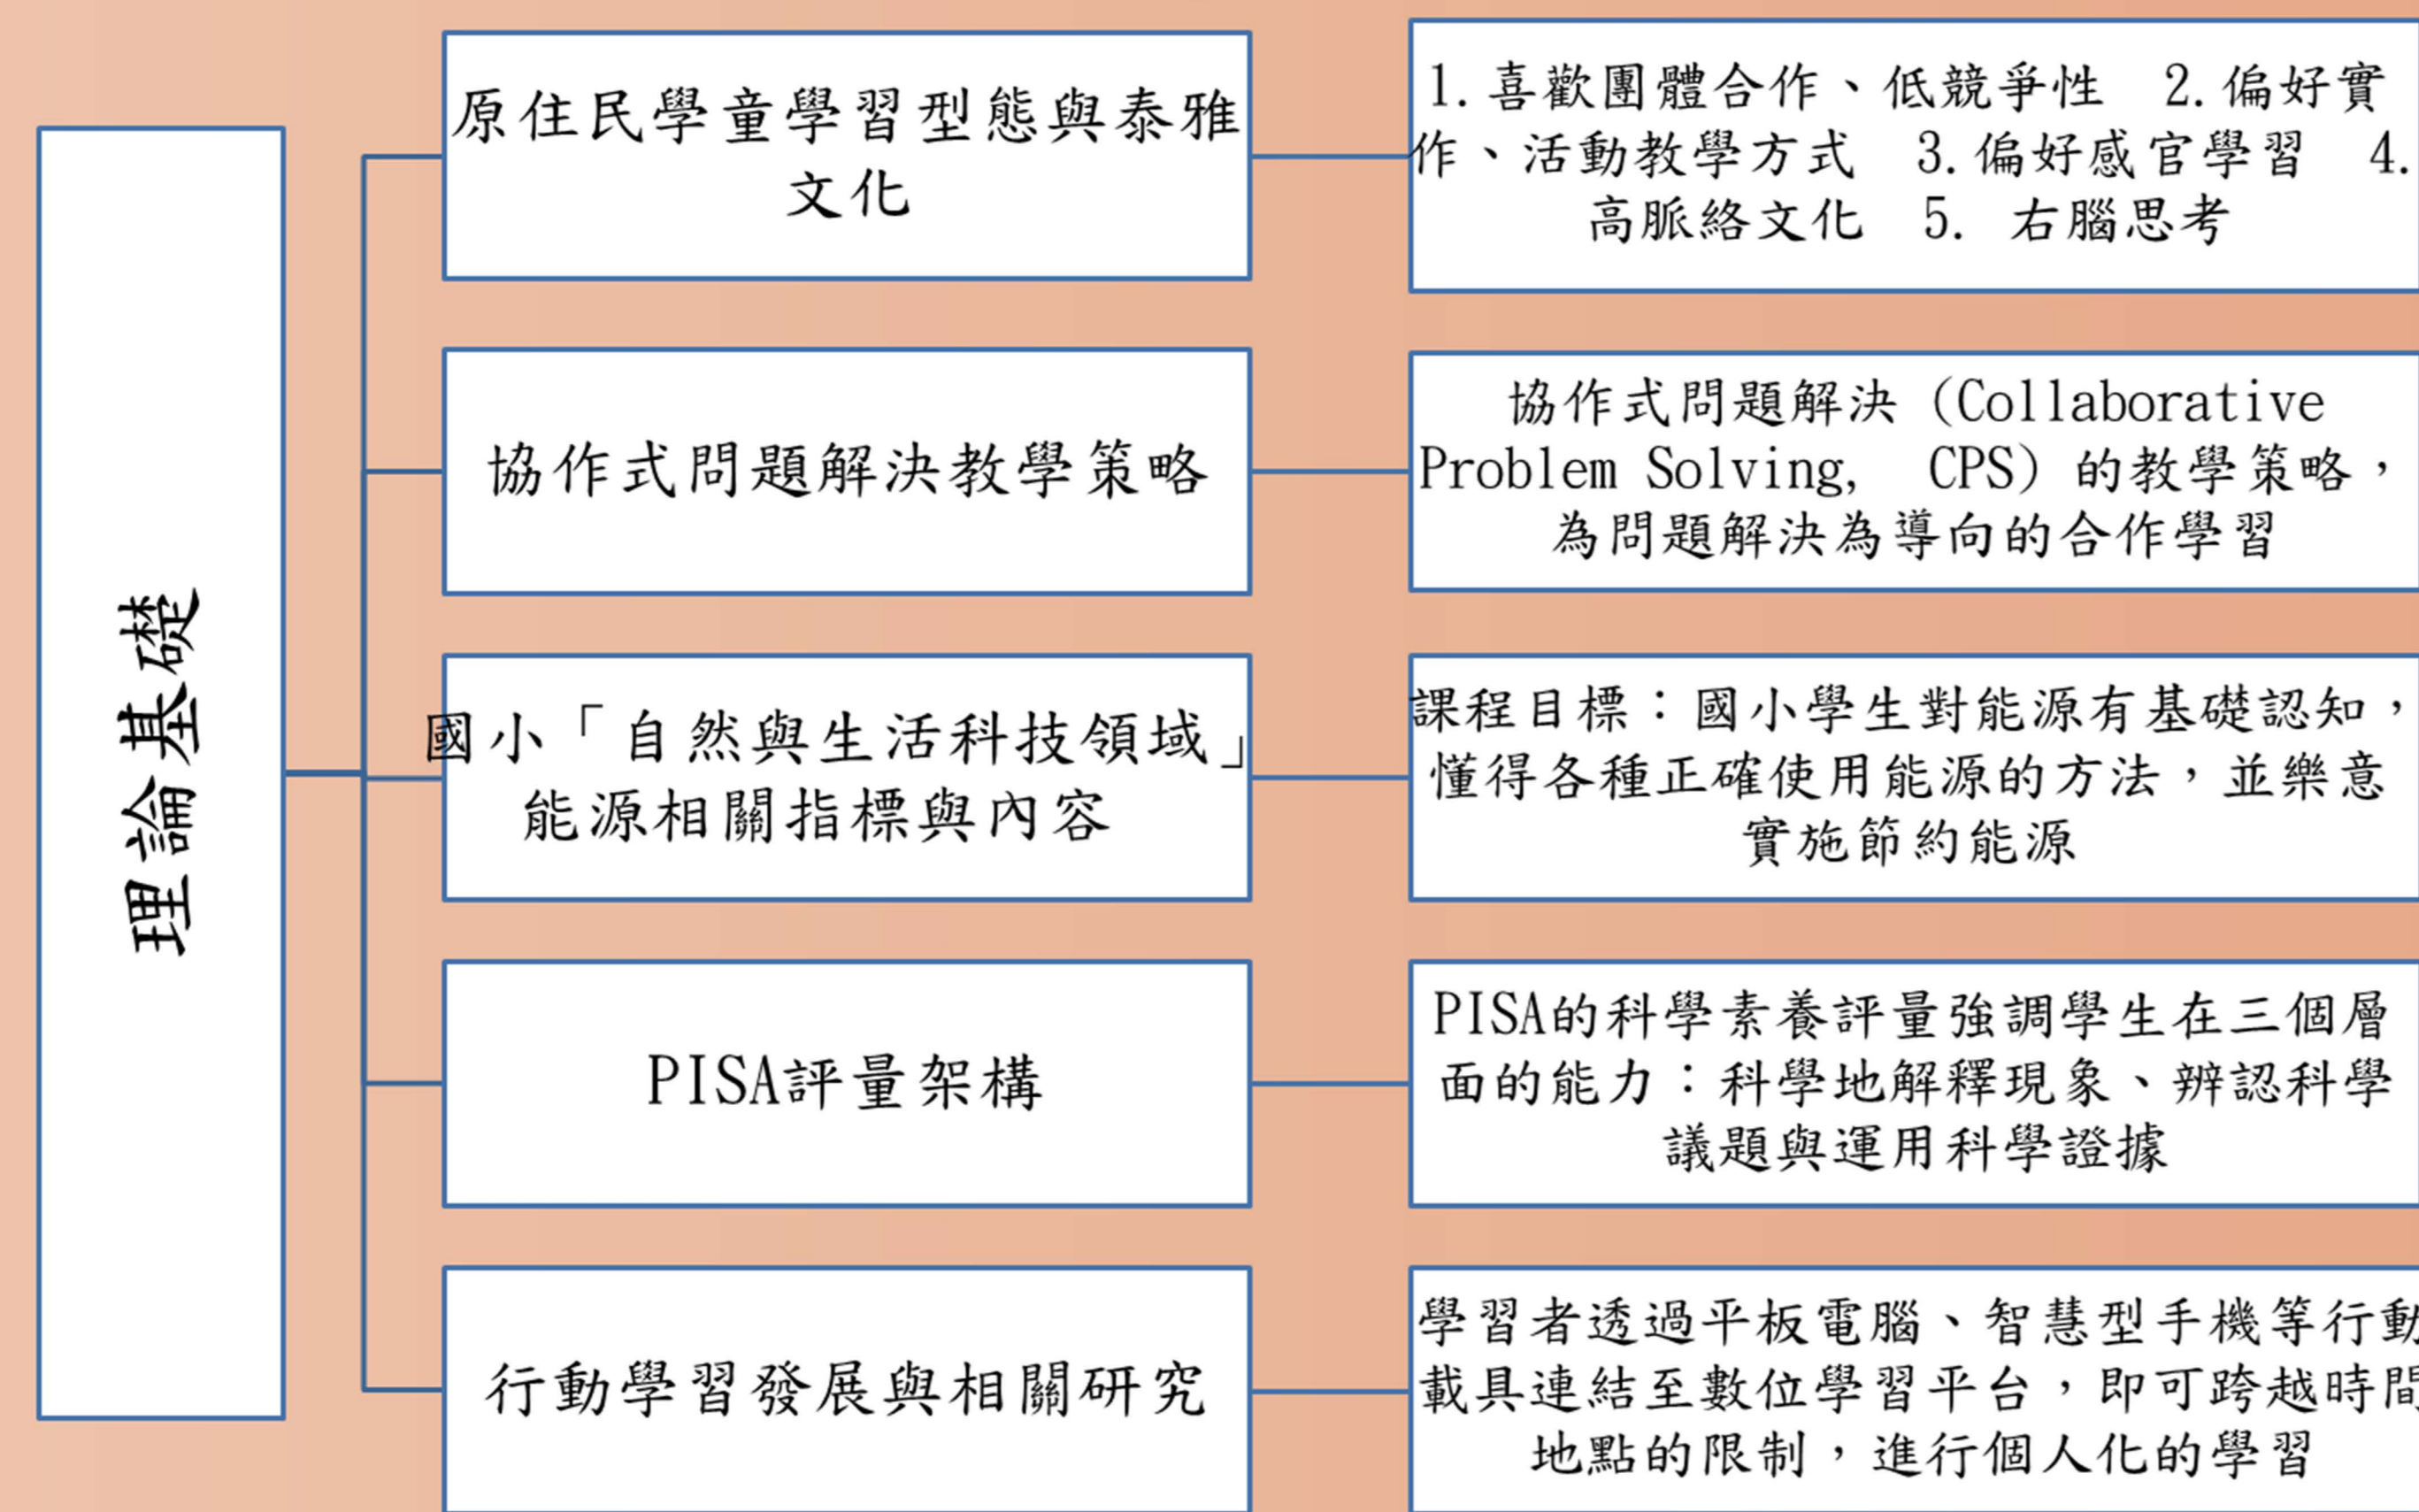 理論基礎
原住民學童學習型態與泰雅
文化
1.喜歡團體合作、低競爭性 2.偏好實
作、活動教學方式 3.偏好感官學習 4.
高脈絡文化 5. 右腦思考
協作式問題解決教學策略
協作式問題解決（Collaborative
Problem Solving, CPS）的教學策略，
為問題解決為導向的合作學習
國小「自然與生活科技領域」
能源相關指標與內容
課程目標：國小學生對能源有基礎認知，
懂得各種正確使用能源的方法，並樂意
實施節約能源
PISA評量架構
PISA的科學素養評量強調學生在三個層
面的能力：科學地解釋現象、辨認科學
議題與運用科學證據
行動學習發展與相關研究
學習者透過平板電腦、智慧型手機等行動
載具連結至數位學習平台，即可跨越時間
地點的限制，進行個人化的學習